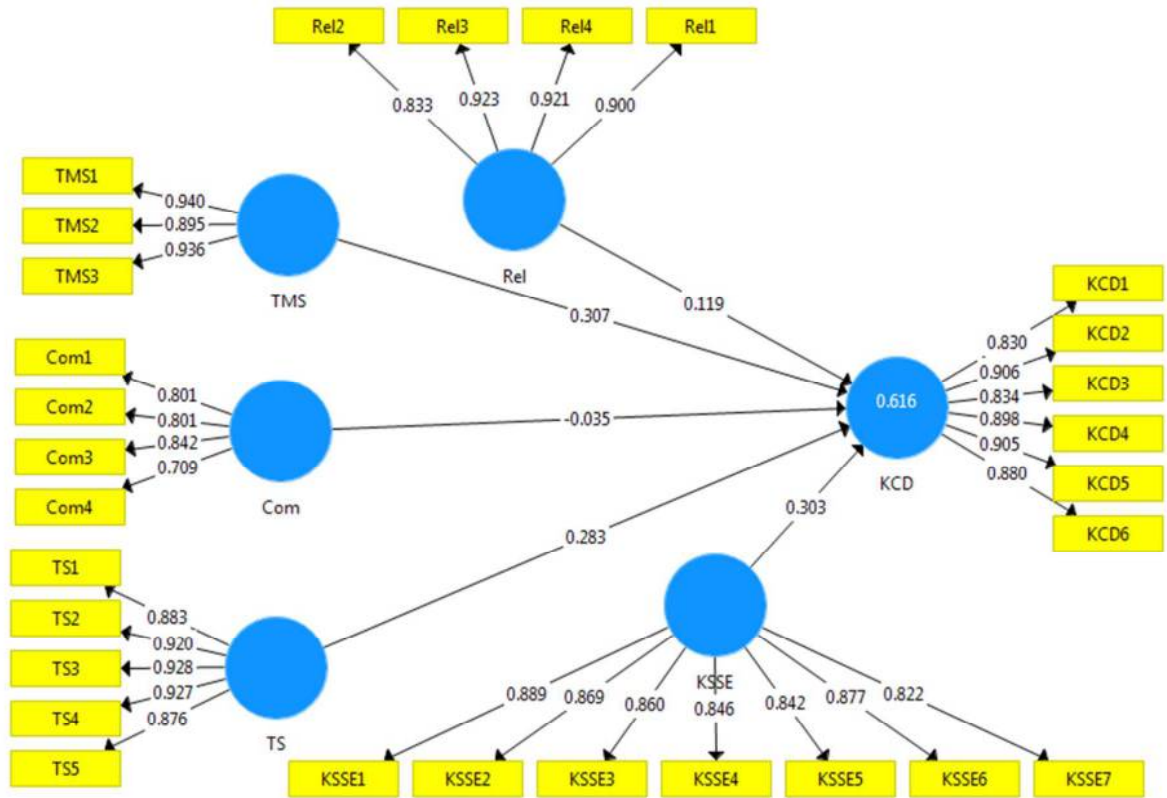 Rel2
Rel3
Rel4
Rel1
0.833
0.923
0.921
0.900
Rel
TMS1
TMS2
TMS3
0.940
0.895
0.936
TMS
0.307
0.119
Com1
Com2
Com3
Com4
0.801
0.801
0.842
0.709
Com
-0.035
KCD1
KCD2
KCD3
KCD4
KCD5
KCD6
0.830
0.906
0.834
0.898
0.905
0.880
0.616
KCD
TS1
TS2
TS3
TS4
TS5
0.883
0.920
0.928
0.927
0.876
TS
0.283
0.303
KSSE
0.889
0.869
0.860
0.846
0.842
0.877
0.822
KSSE1
KSSE2
KSSE3
KSSE4
KSSE5
KSSE6
KSSE7